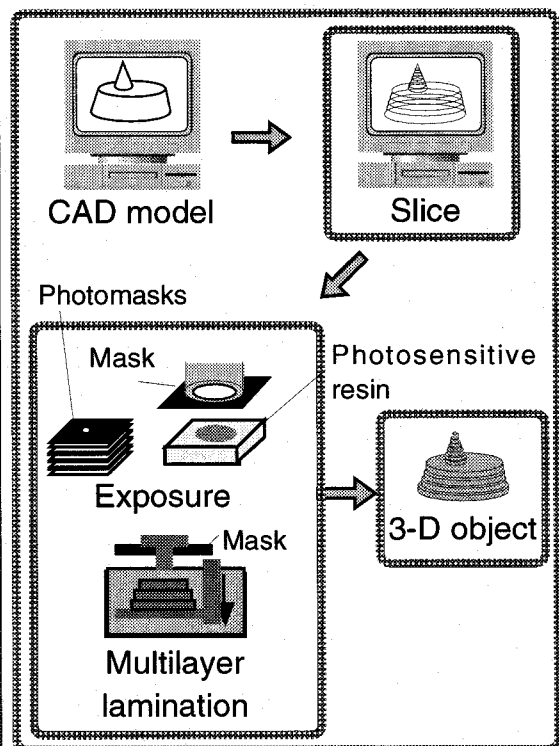 CAD model
Slice
Photomasks
Mask
Photosensitive
resin
Exposure
Mask
Multilayer
lamination
3-D object